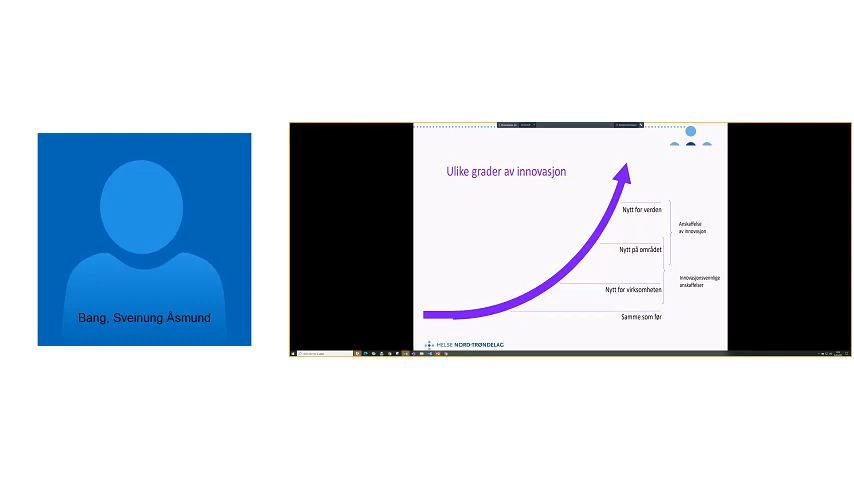 Bang, Sveinung Åsmund
Ulike grader av innovasjon
Nytt for verden
Anskaffelse
av innovasjon
Nytt på området
Innovasjonsvennlige
anskaffelser
Nytt for virksomheten
Samme som før
HELSE NORD-TRØNDELAG